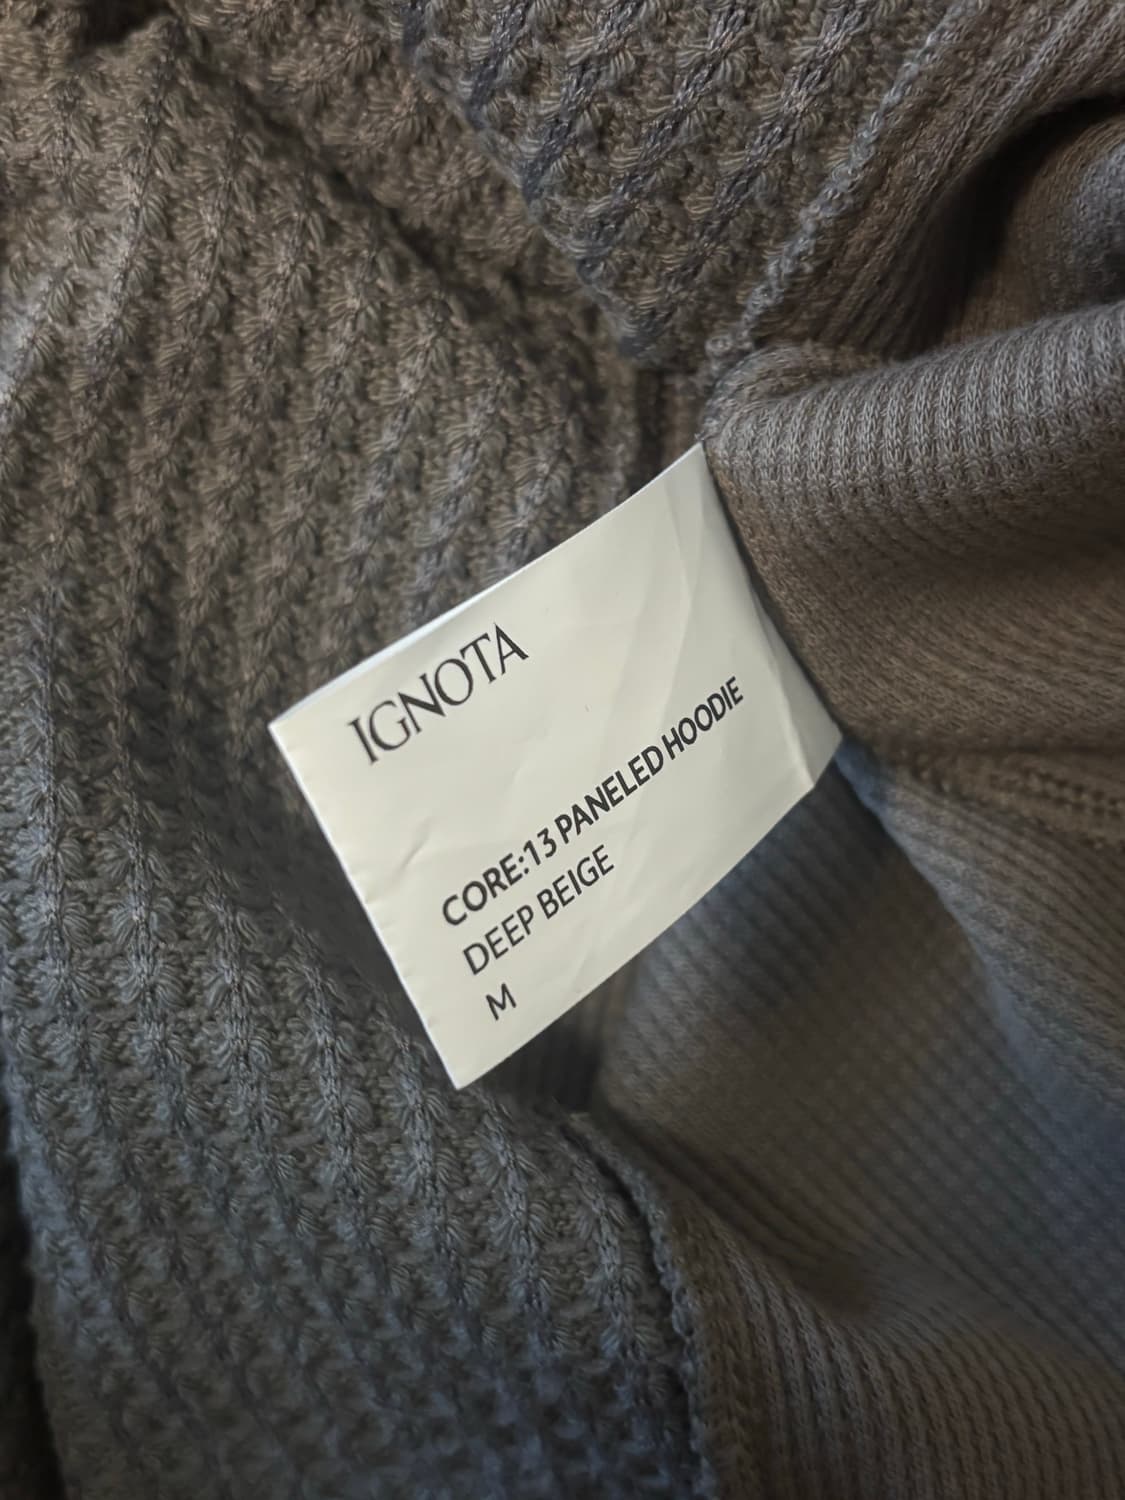 IGNOTA
CORE:13 PANELED HOODIE
DEEP BEIGE
M